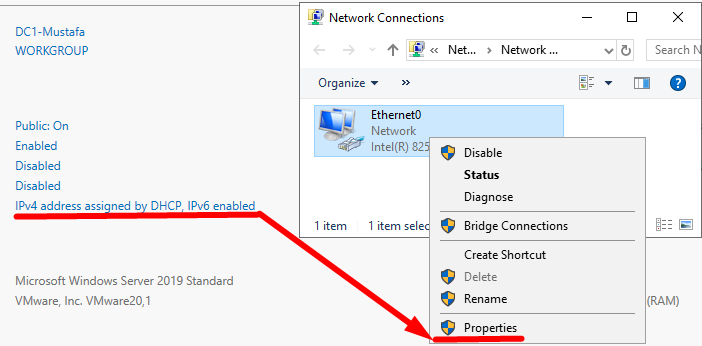 DC1-Mustafa
WORKGROUP
Public: On
Enabled
Disabled
Disabled
IPv4 address assigned by DHCP, IPv6 enabled
Microsoft Windows Server 2019 Standard
VMware, Inc. VMware20,1
(RAM)
Network Connections
« Net... Network ...
Search N
Organize »
Ethernet0
Network
Intel(R) 825
1 item 1 item selec
Disable
Status
Diagnose
Bridge Connections
Create Shortcut
Delete
Rename
Properties